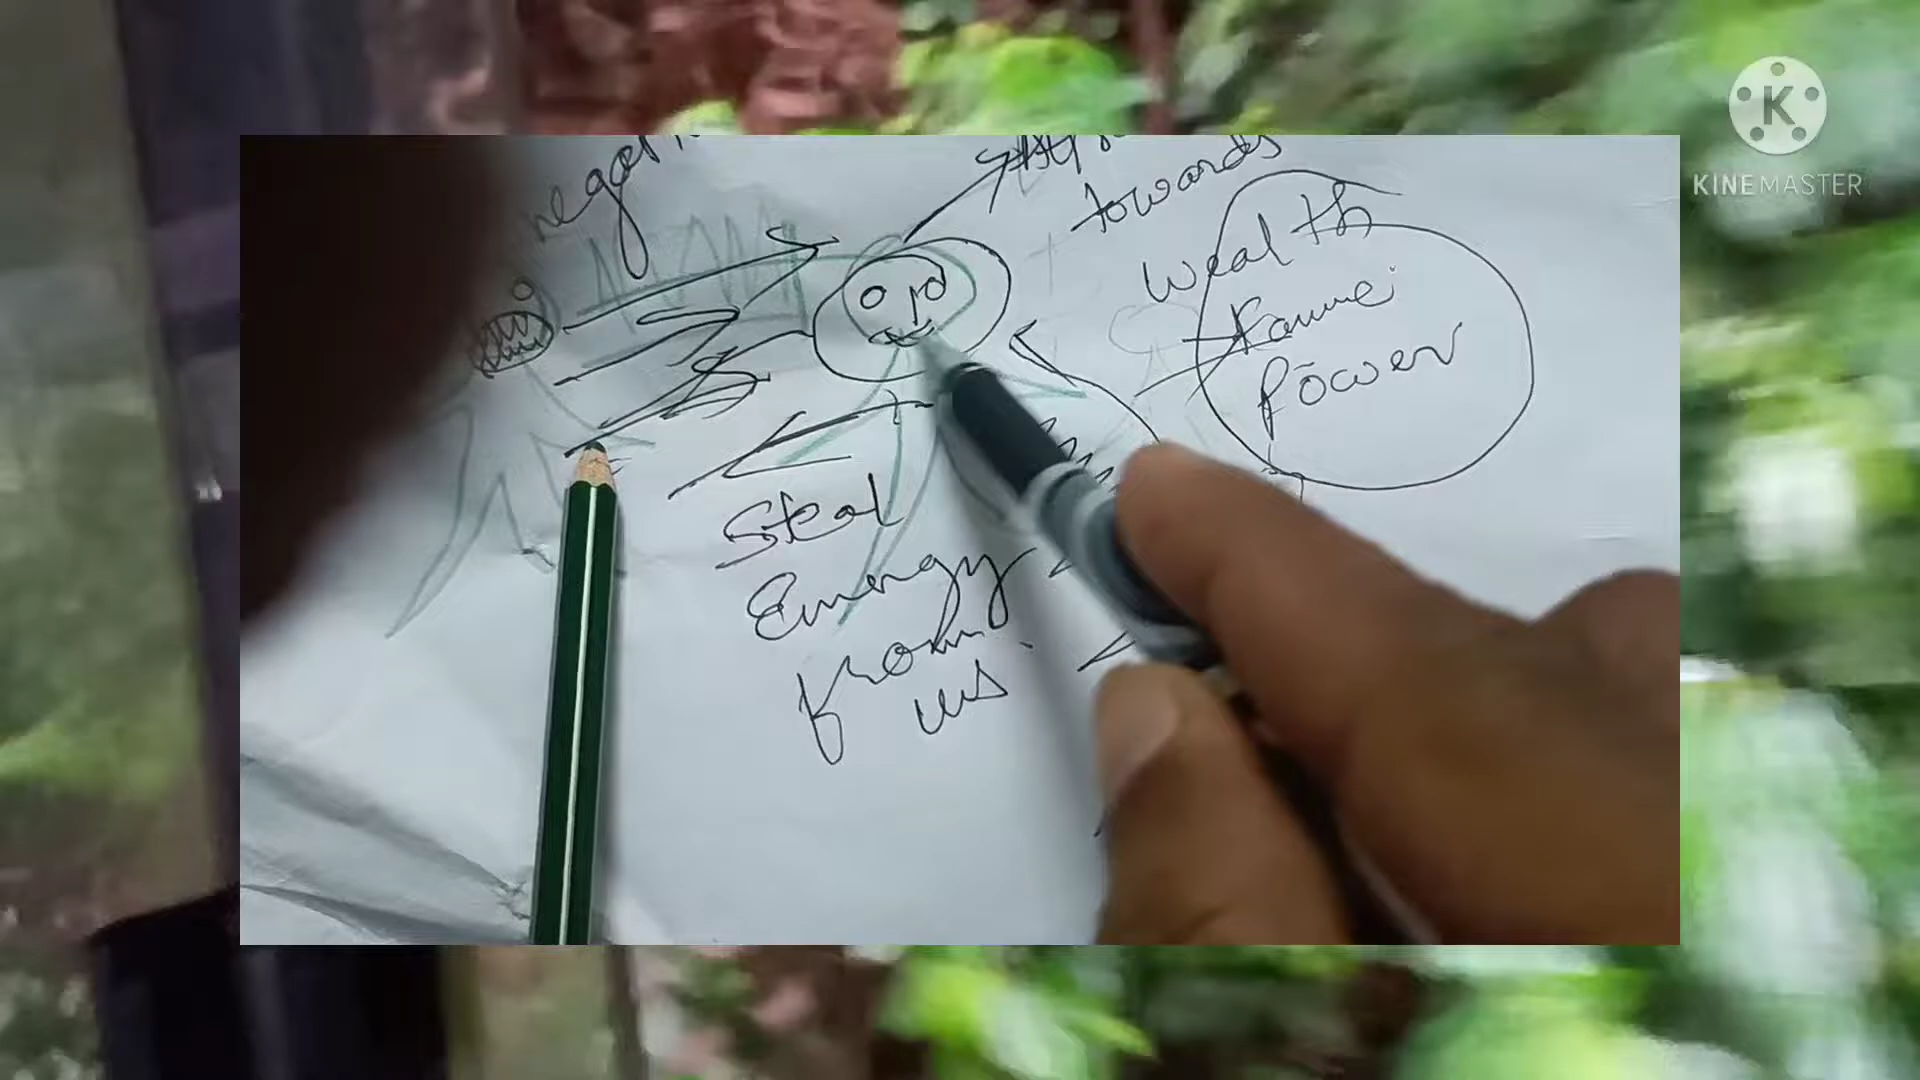 towards
wealth
Fame
Power
Steal
Energy
from
us
K
KINEMASTER